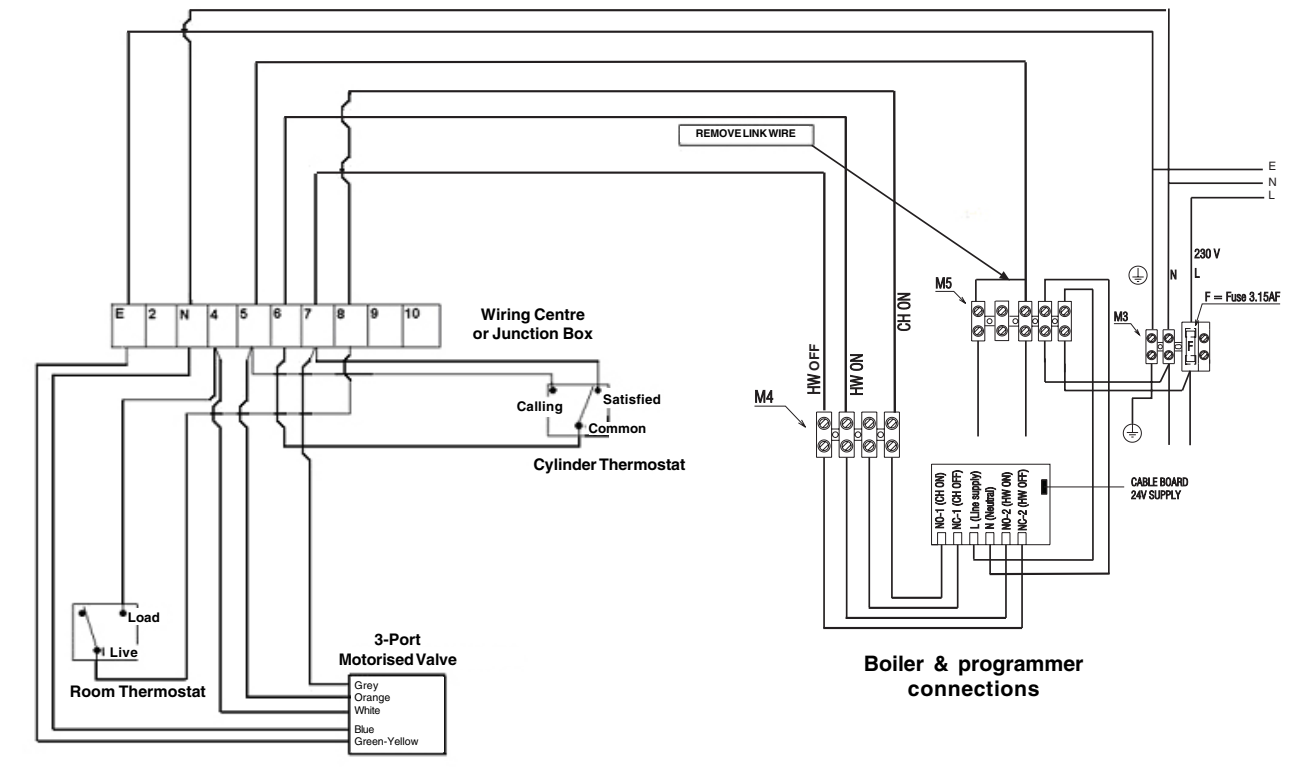 REMOVE LINK WIRE
E
N
L
230 V
N
L
M5
F = Fuse 3.15AF
M3
F
E 2 N 4 5 6 7 8 9 10
Wiring Centre
or Junction Box
CH ON
HW OFF
HW ON
M4
Calling
Satisfied
Common
Cylinder Thermostat
NO-1 (CH ON)
NC-1 (CH OFF)
L (Line supply)
N (Neutral)
NO-2 (HW ON)
NC-2 (HW OFF)
CABLE BOARD
24V SUPPLY
Load
Live
Room Thermostat
3-Port
Motorised Valve
Grey
Orange
White
Blue
Green-Yellow
Boiler & programmer
connections